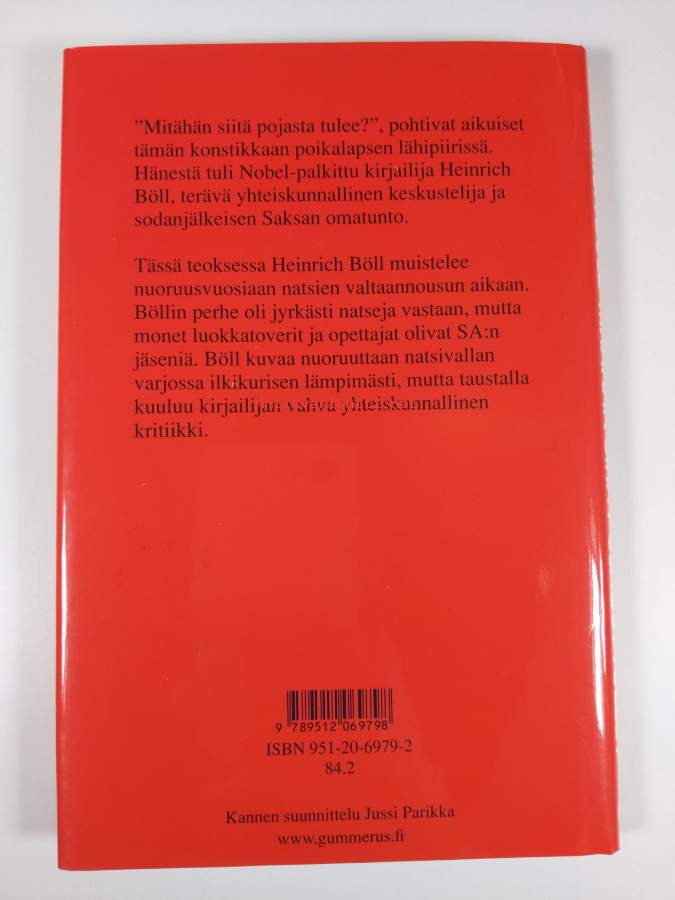 ”Mitähän siitä pojasta tulee?”, pohtivat aikuiset
tämän konstikkaan poikalapsen lähipiirissä.
Hänestä tuli Nobel-palkittu kirjailija Heinrich
Böll, terävä yhteiskunnallinen keskustelija ja
sodanjälkeisen Saksan omatunto.
Tässä teoksessa Heinrich Böll muistelee
nuoruusvuosiaan natsien valtaannousun aikaan.
Böllin perhe oli jyrkästi natseja vastaan, mutta
monet luokkatoverit ja opettajat olivat SA:n
jäseniä. Böll kuvaa nuoruuttaan natsivallan
varjossa ilkikurisen lämpimästi, mutta taustalla
kuuluu kirjailijan vahva yhteiskunnallinen
kritiikki.
9 789512 069798
ISBN 951-20-6979-2
84.2
Kannen suunnittelu Jussi Parikka
www.gummerus.fi